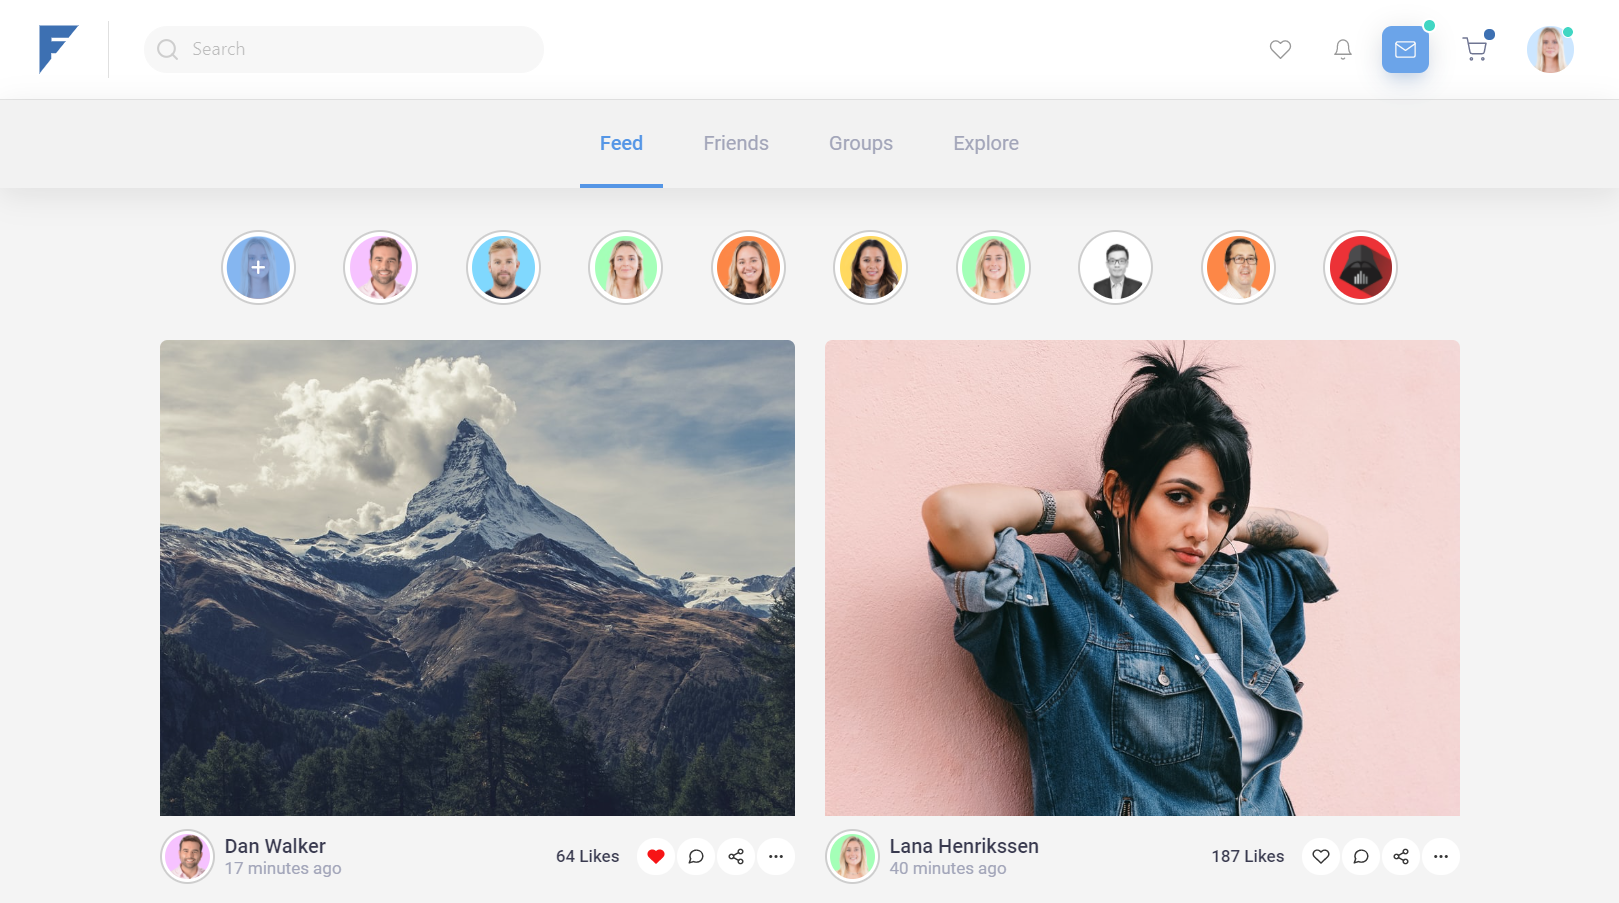 Search
Feed
Friends
Groups
Explore
Dan Walker
17 minutes ago
64 Likes
Lana Henrikssen
40 minutes ago
187 Likes